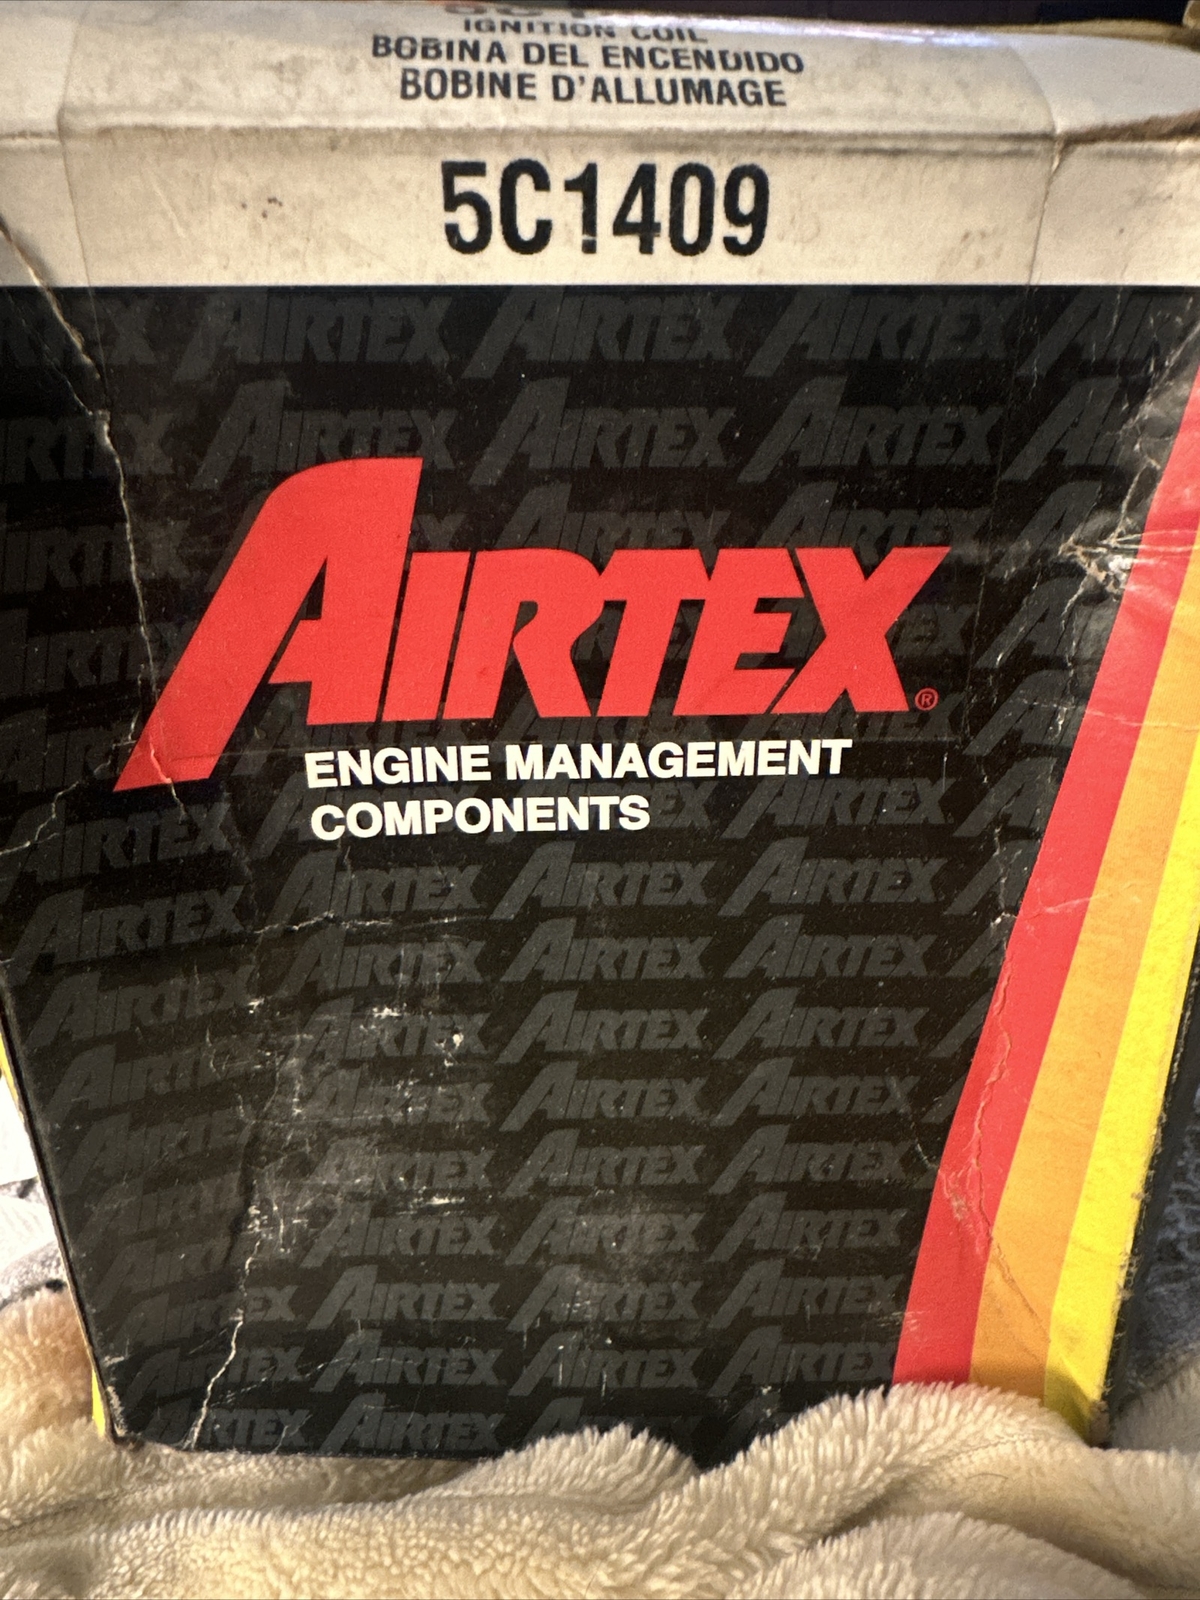 IGNITION COIL
BOBINA DEL ENCENDIDO
BOBINE D'ALLUMAGE
5C1409
AIRTEX®
ENGINE MANAGEMENT
COMPONENTS